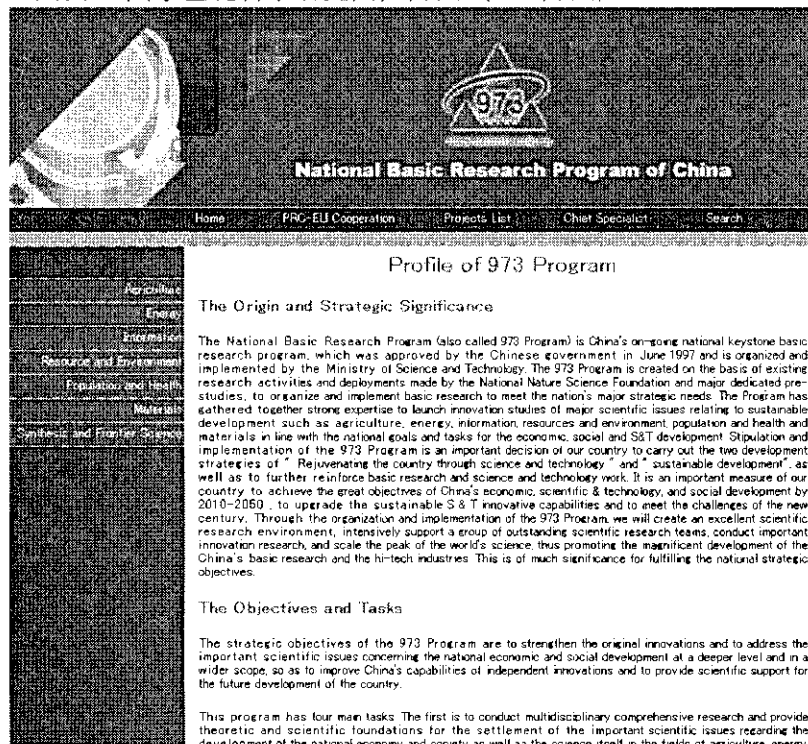 973
National Basic Research Program of China
Home PRC-EU Cooperation Projects List Chief Specialist Search
Agriculture
Energy
Information
Resource and Environment
Population and Health
Materials
Synthesis and Frontier Science
Profile of 973 Program
The Origin and Strategic Significance
The National Basic Research Program (also called 973 Program) is China's on-going national keystone basic
research program, which was approved by the Chinese government in June 1997 and is organized and
implemented by the Ministry of Science and Technology. The 973 Program is created on the basis of existing
research activities and deployments made by the National Nature Science Foundation and major dedicated pre-
studies, to organize and implement basic research to meet the nation's major strategic needs. The Program has
gathered together strong expertise to launch innovation studies of major scientific issues relating to sustainable
development such as agriculture, energy, information, resources and environment, population and health and
materials in line with the national goals and tasks for the economic, social and S&T development. Stipulation and
implementation of the 973 Program is an important decision of our country to carry out the two development
strategies of " Rejuvenating the country through science and technology " and " sustainable development", as
well as to further reinforce basic research and science and technology work. It is an important measure of our
country to achieve the great objectives of China's economic, scientific & technology, and social development by
2010-2050 , to upgrade the sustainable S & T innovative capabilities and to meet the challenges of the new
century. Through the organization and implementation of the 973 Program, we will create an excellent scientific
research environment, intensively support a group of outstanding scientific research teams, conduct important
innovation research, and scale the peak of the world's science, thus promoting the magnificent development of the
China's basic research and the hi-tech industries. This is of much significance for fulfilling the national strategic
objectives.
The Objectives and Tasks
The strategic objectives of the 973 Program are to strengthen the original innovations and to address the
important scientific issues concerning the national economic and social development at a deeper level and in a
wider scope, so as to improve China's capabilities of independent innovations and to provide scientific support for
the future development of the country.
This program has four main tasks. The first is to conduct multidisciplinary comprehensive research and provide
theoretic and scientific foundations for the settlement of the important scientific issues regarding the
development of the national economy and society as well as the science itself in the fields of agriculture, energy,